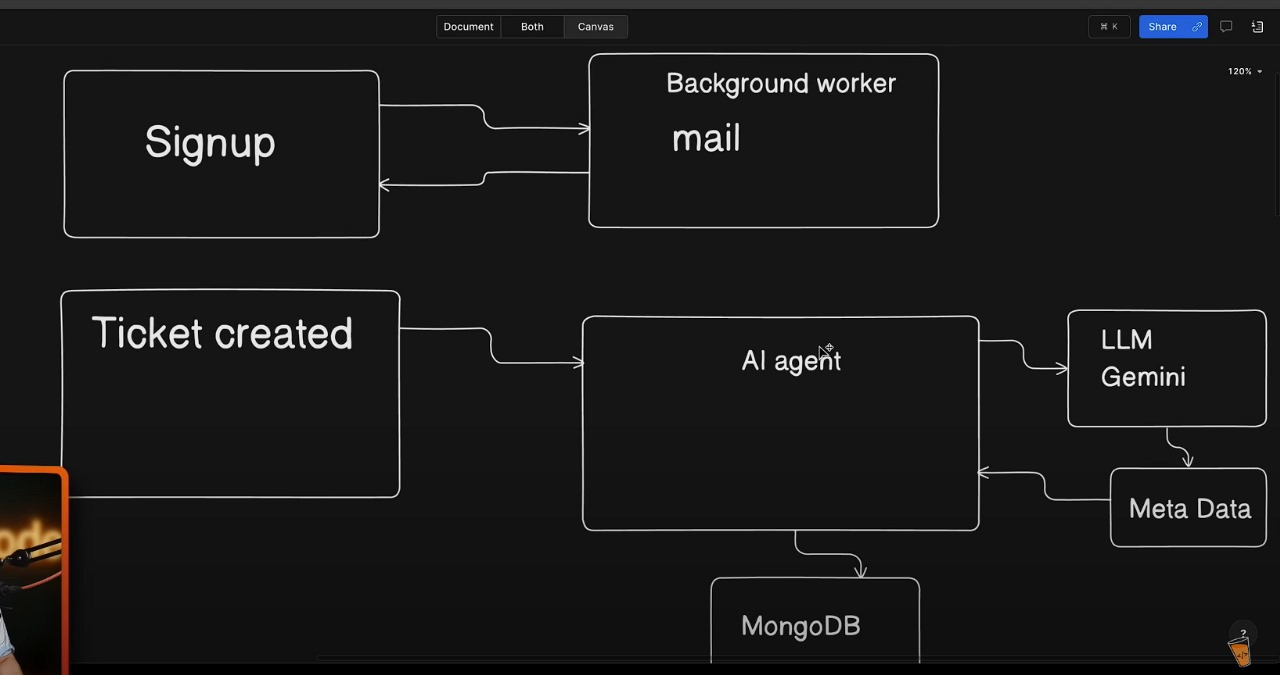 Document
Both
Canvas
⌘ K
Share
120%
Signup
Background worker
mail
Ticket created
AI agent
LLM
Gemini
Meta Data
MongoDB
?
</>